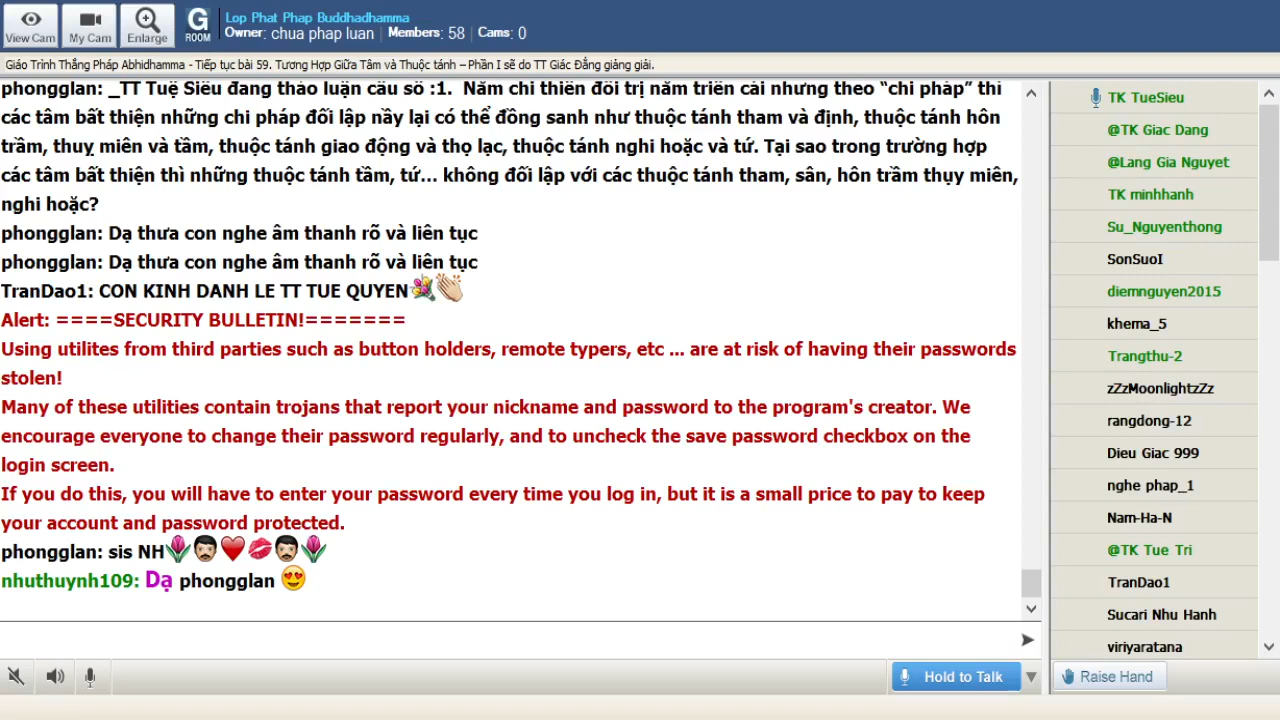 View Cam
My Cam
Enlarge
G
ROOM
Lop Phat Phap Buddhadhamma
Owner: chua phap luan | Members: 58 | Cams: 0
Giáo Trình Thắng Pháp Abhidhamma - Tiếp tục bài 59. Tương Hợp Giữa Tâm và Thuộc tánh – Phần I sẽ do TT Giác Đẳng giảng giải.
phongglan: _TT Tuệ Siêu đang thảo luận câu số :1. Năm chi thiền đối trị năm triền cái nhưng theo “chi pháp” thì
các tâm bất thiện những chi pháp đối lập nầy lại có thể đồng sanh như thuộc tánh tham và định, thuộc tánh hôn
trầm, thuỵ miên và tầm, thuộc tánh giao động và thọ lạc, thuộc tánh nghi hoặc và tứ. Tại sao trong trường hợp
các tâm bất thiện thì những thuộc tánh tầm, tứ... không đối lập với các thuộc tánh tham, sân, hôn trầm thụy miên,
nghi hoặc?
phongglan: Dạ thưa con nghe âm thanh rõ và liên tục
phongglan: Dạ thưa con nghe âm thanh rõ và liên tục
TranDao1: CON KINH DANH LE TT TUE QUYEN
Alert: ====SECURITY BULLETIN!=======
Using utilites from third parties such as button holders, remote typers, etc ... are at risk of having their passwords
stolen!
Many of these utilities contain trojans that report your nickname and password to the program's creator. We
encourage everyone to change their password regularly, and to uncheck the save password checkbox on the
login screen.
If you do this, you will have to enter your password every time you log in, but it is a small price to pay to keep
your account and password protected.
phongglan: sis NH
nhuthuynh109: Dạ phongglan
Hold to Talk
TK TueSieu
@TK Giac Dang
@Lang Gia Nguyet
TK minhhanh
Su_Nguyenthong
SonSuoI
diemnguyen2015
khema_5
Trangthu-2
zZzMoonlightzZz
rangdong-12
Dieu Giac 999
nghe phap_1
Nam-Ha-N
@TK Tue Tri
TranDao1
Sucari Nhu Hanh
viriyaratana
Raise Hand